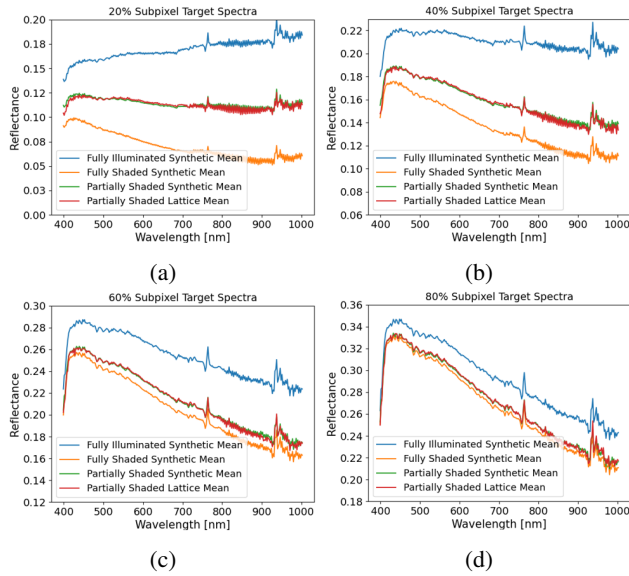 20% Subpixel Target Spectra
0.20
0.18
0.15
0.13
0.10
0.08
0.05
0.03
0.00
Reflectance
Fully Illuminated Synthetic Mean
Fully Shaded Synthetic Mean
Partially Shaded Synthetic Mean
Partially Shaded Lattice Mean
400 500 600 700 800 900 1000
Wavelength [nm]
(a)
40% Subpixel Target Spectra
0.22
0.20
0.18
0.16
0.14
0.12
0.10
0.08
0.06
Reflectance
Fully Illuminated Synthetic Mean
Fully Shaded Synthetic Mean
Partially Shaded Synthetic Mean
Partially Shaded Lattice Mean
400 500 600 700 800 900 1000
Wavelength [nm]
(b)
60% Subpixel Target Spectra
0.30
0.28
0.26
0.24
0.22
0.20
0.18
0.16
0.14
0.12
Reflectance
Fully Illuminated Synthetic Mean
Fully Shaded Synthetic Mean
Partially Shaded Synthetic Mean
Partially Shaded Lattice Mean
400 500 600 700 800 900 1000
Wavelength [nm]
(c)
80% Subpixel Target Spectra
0.36
0.34
0.32
0.30
0.28
0.26
0.24
0.22
0.20
0.18
Reflectance
Fully Illuminated Synthetic Mean
Fully Shaded Synthetic Mean
Partially Shaded Synthetic Mean
Partially Shaded Lattice Mean
400 500 600 700 800 900 1000
Wavelength [nm]
(d)